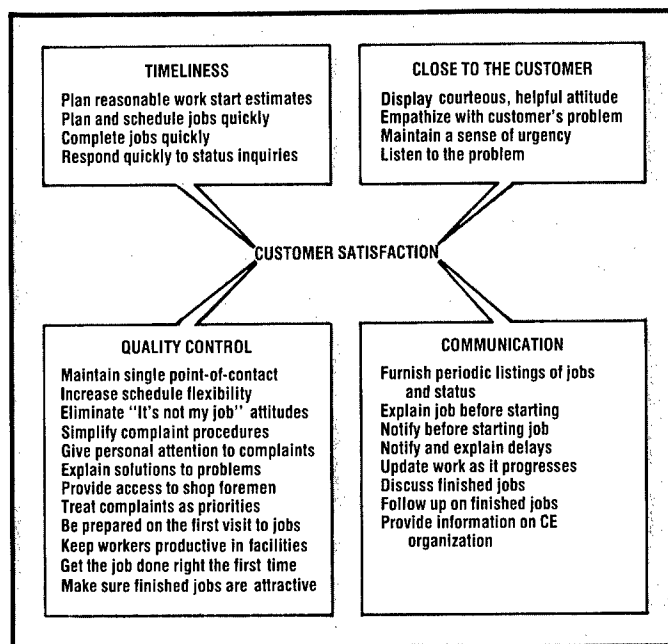 TIMELINESS
Plan reasonable work start estimates
Plan and schedule jobs quickly
Complete jobs quickly
Respond quickly to status inquiries
CLOSE TO THE CUSTOMER
Display courteous, helpful attitude
Empathize with customer's problem
Maintain a sense of urgency
Listen to the problem
CUSTOMER SATISFACTION
QUALITY CONTROL
Maintain single point-of-contact
Increase schedule flexibility
Eliminate "It's not my job" attitudes
Simplify complaint procedures
Give personal attention to complaints
Explain solutions to problems
Provide access to shop foremen
Treat complaints as priorities
Be prepared on the first visit to jobs
Keep workers productive in facilities
Get the job done right the first time
Make sure finished jobs are attractive
COMMUNICATION
Furnish periodic listings of jobs
and status
Explain job before starting
Notify before starting job
Notify and explain delays
Update work as it progresses
Discuss finished jobs
Follow up on finished jobs
Provide information on CE
organization